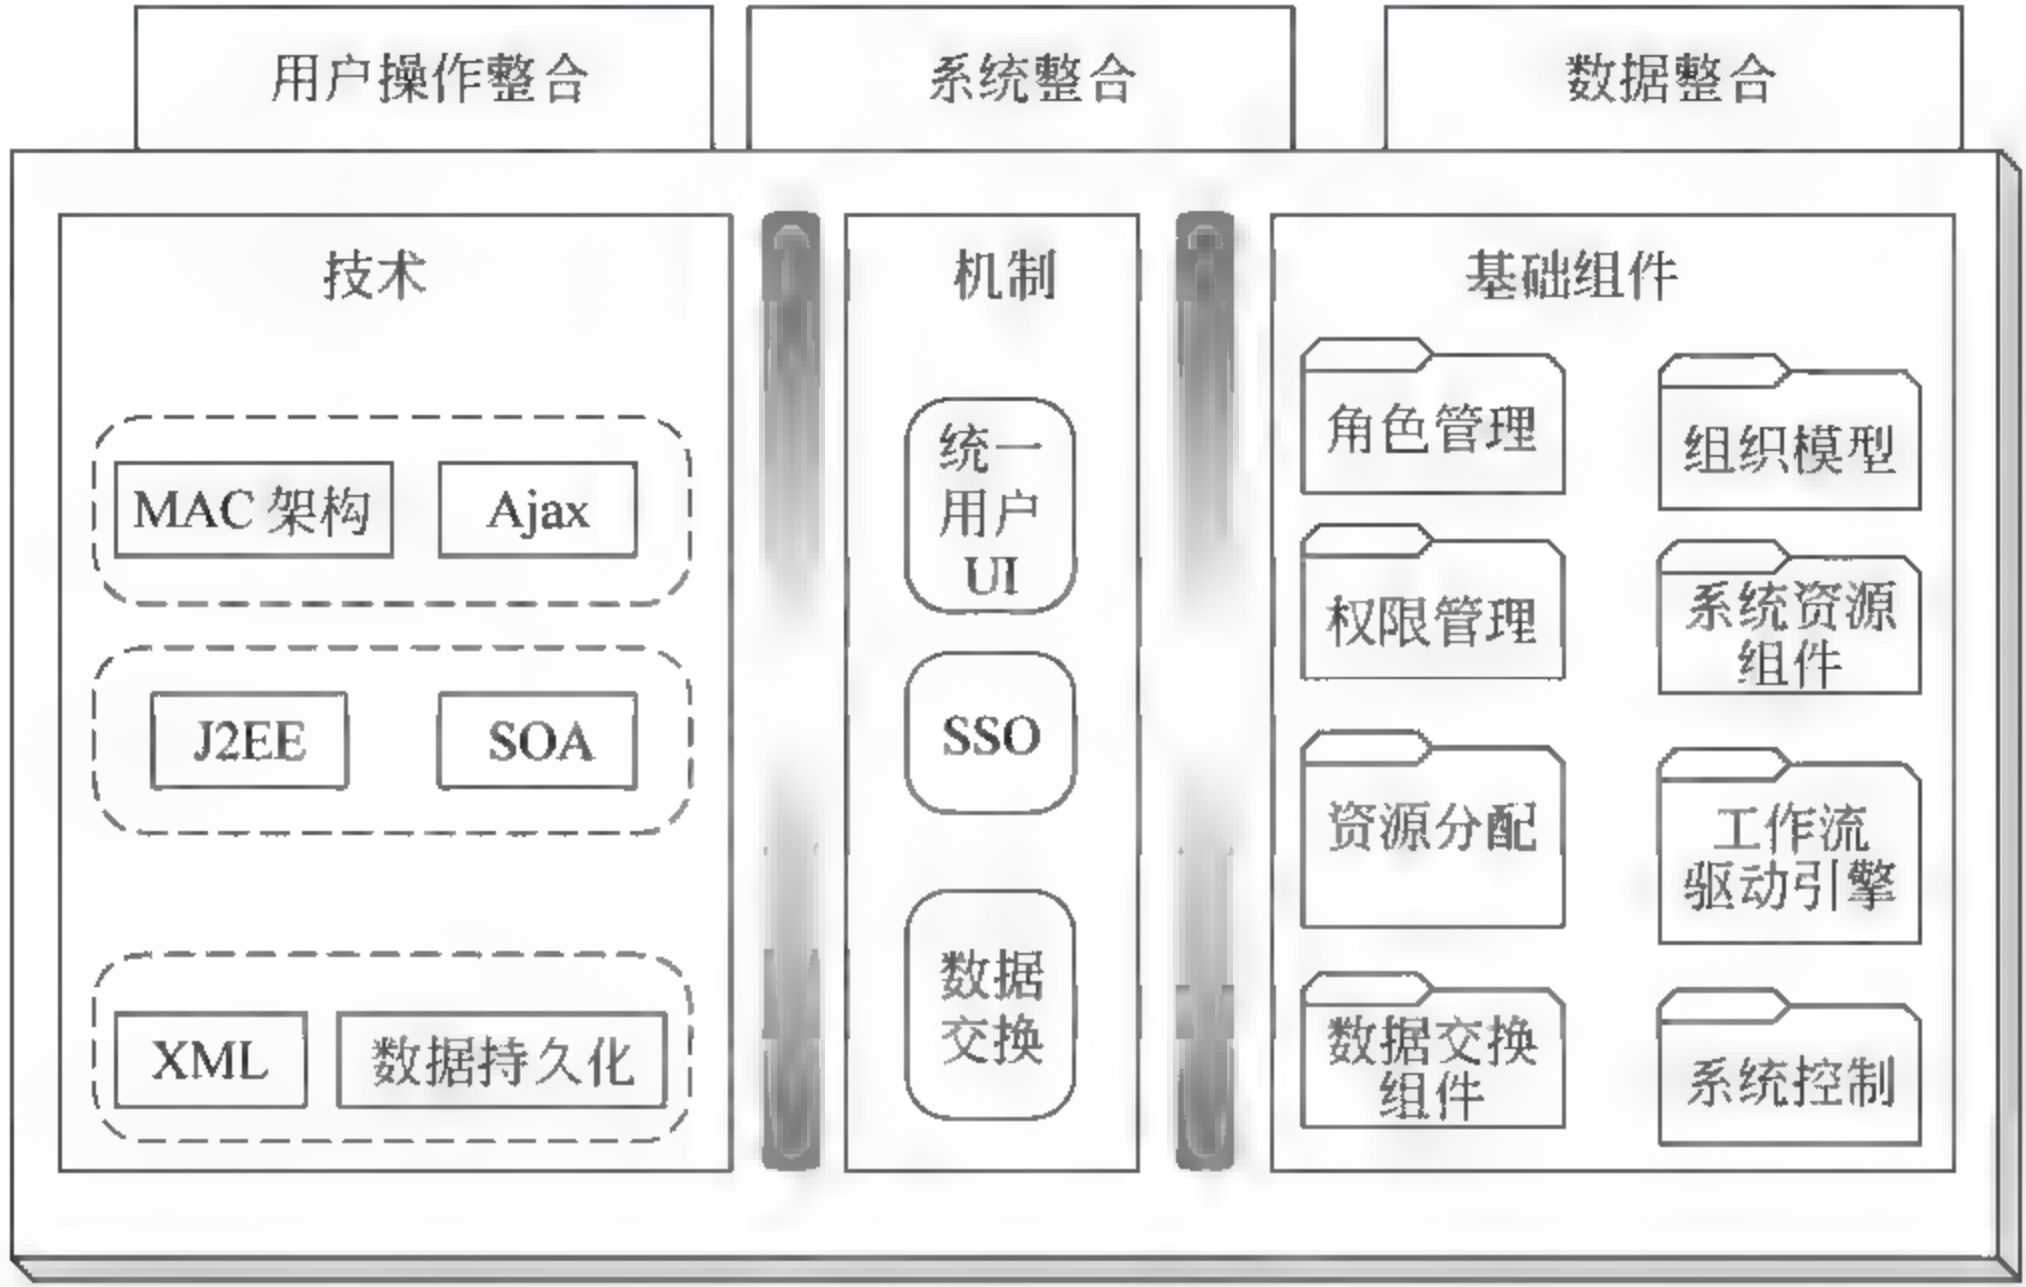 用户操作整合
系统整合
数据整合
技术
MAC 架构
Ajax
J2EE
SOA
XML
数据持久化
机制
统一
用户
UI
SSO
数据
交换
基础组件
角色管理
组织模型
权限管理
系统资源
组件
资源分配
工作流
驱动引擎
数据交换
组件
系统控制